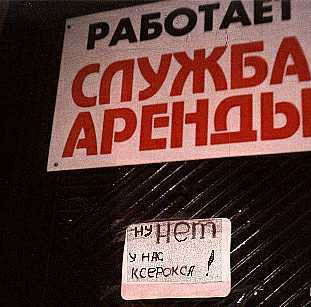 РАБОТАЕТ
СЛУЖБА
АРЕНДЫ
НУ НЕТ
У НАС
КСЕРОКСА!